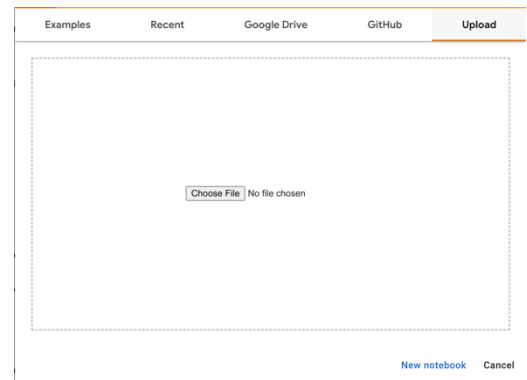 Examples Recent Google Drive GitHub Upload
Choose File No file chosen
New notebook Cancel